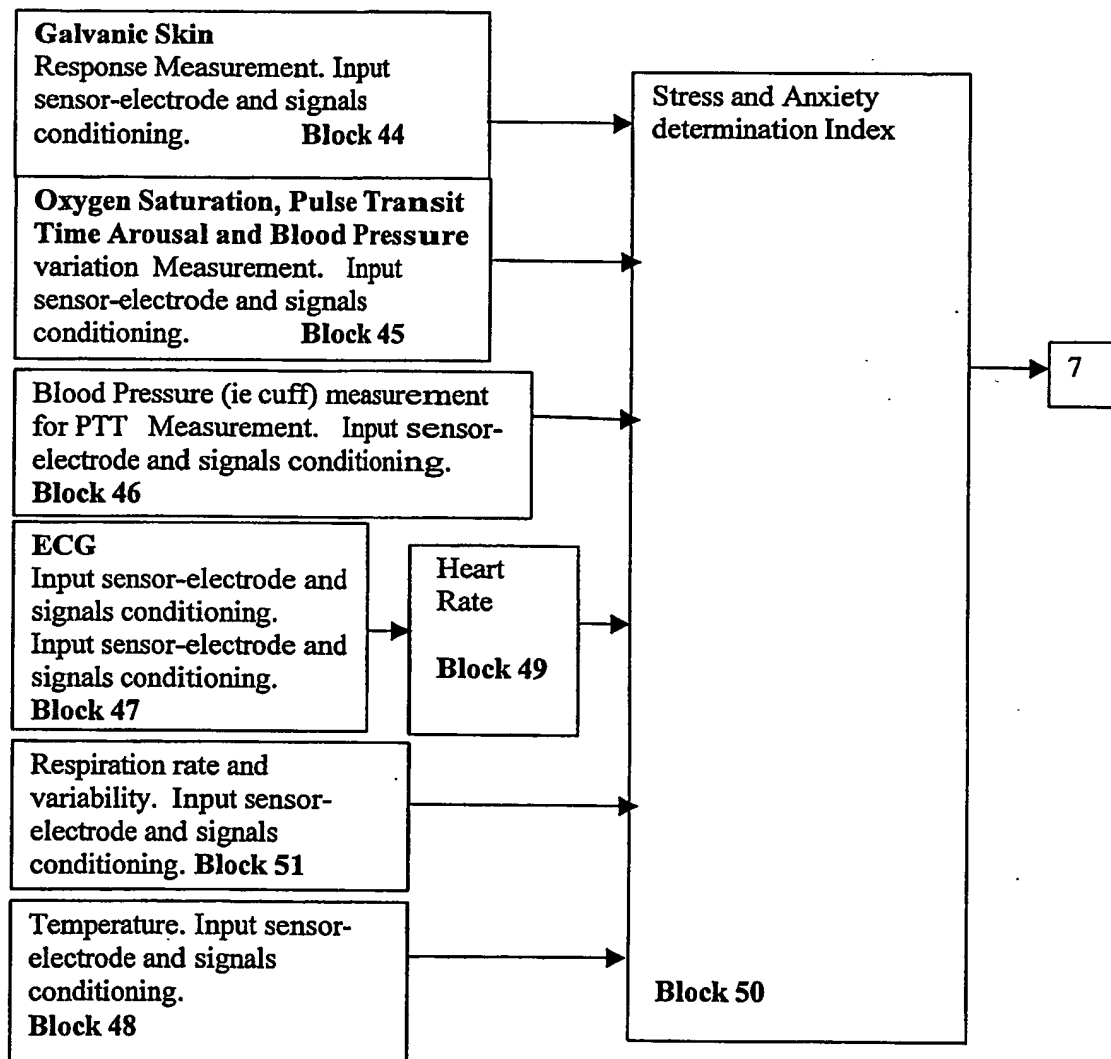 Galvanic Skin
Response Measurement. Input
sensor-electrode and signals
conditioning. Block 44
Oxygen Saturation, Pulse Transit
Time Arousal and Blood Pressure
variation Measurement. Input
sensor-electrode and signals
conditioning. Block 45
Blood Pressure (ie cuff) measurement
for PTT Measurement. Input sensor-
electrode and signals conditioning.
Block 46
ECG
Input sensor-electrode and
signals conditioning.
Input sensor-electrode and
signals conditioning.
Block 47
Heart
Rate
Block 49
Respiration rate and
variability. Input sensor-
electrode and signals
conditioning. Block 51
Temperature. Input sensor-
electrode and signals
conditioning.
Block 48
Stress and Anxiety
determination Index
Block 50
7